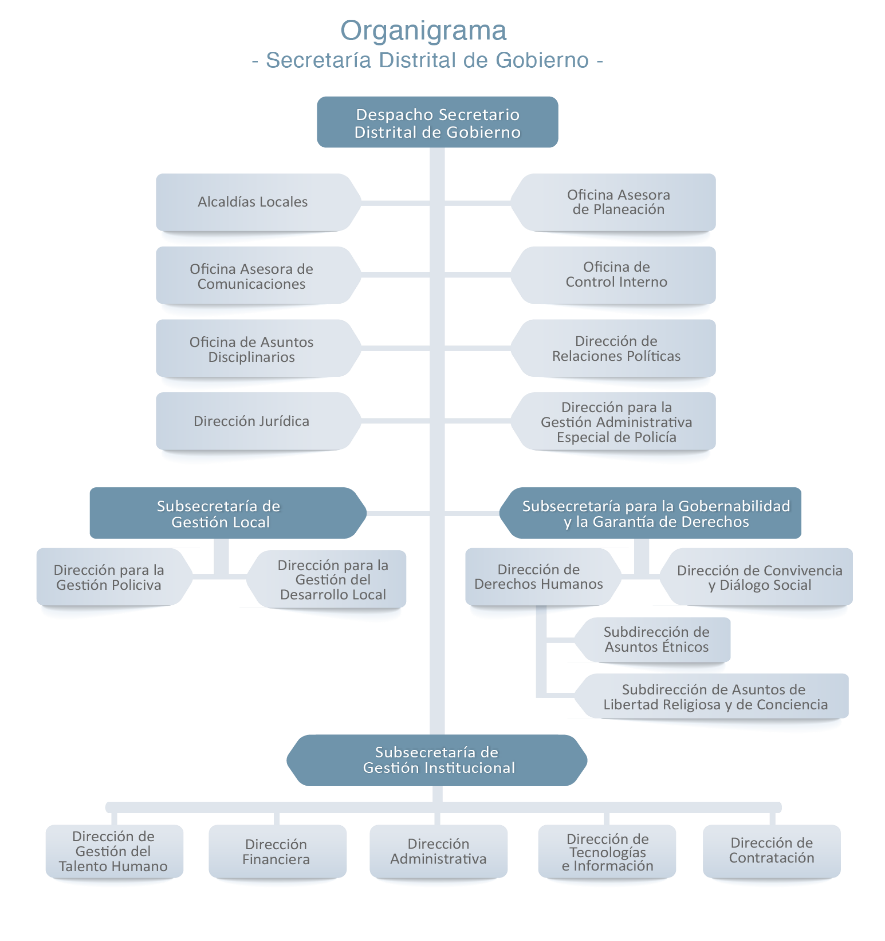 Organigrama
- Secretaría Distrital de Gobierno -
Despacho Secretario
Distrital de Gobierno
Alcaldías Locales
Oficina Asesora
de Planeación
Oficina Asesora de
Comunicaciones
Oficina de
Control Interno
Oficina de Asuntos
Disciplinarios
Dirección de
Relaciones Políticas
Dirección Jurídica
Dirección para la
Gestión Administrativa
Especial de Policía
Subsecretaría de
Gestión Local
Subsecretaría para la Gobernabilidad
y la Garantía de Derechos
Dirección para la
Gestión Policiva
Dirección para la
Gestión del
Desarrollo Local
Dirección de
Derechos Humanos
Dirección de Convivencia
y Diálogo Social
Subdirección de
Asuntos Étnicos
Subdirección de Asuntos de
Libertad Religiosa y de Conciencia
Subsecretaría de
Gestión Institucional
Dirección de
Gestión del
Talento Humano
Dirección
Financiera
Dirección
Administrativa
Dirección de
Tecnologías
e Información
Dirección de
Contratación